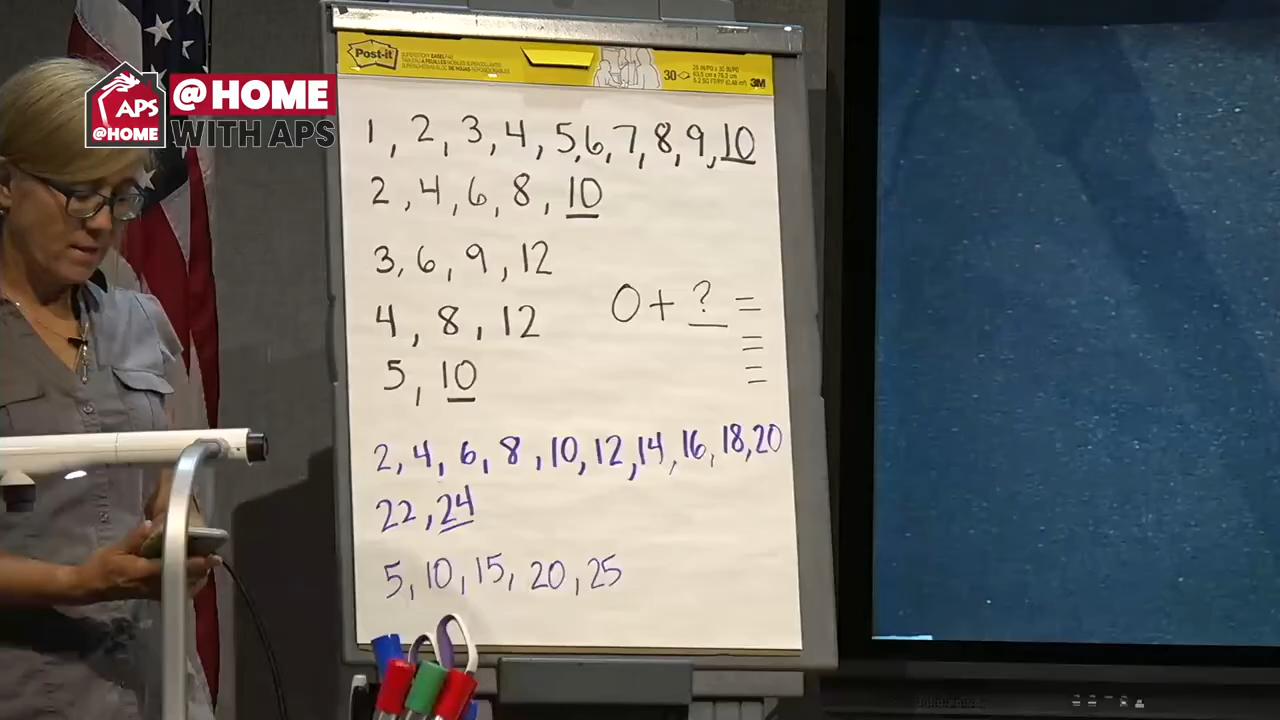 APS
@HOME
@HOME
WITH APS
Post-it
30
3M
1, 2, 3, 4, 5, 6, 7, 8, 9, 10
2, 4, 6, 8, 10
3, 6, 9, 12
0 + ? =
=
=
4, 8, 12
5, 10
2, 4, 6, 8, 10, 12, 14, 16, 18, 20
22, 24
5, 10, 15, 20, 25